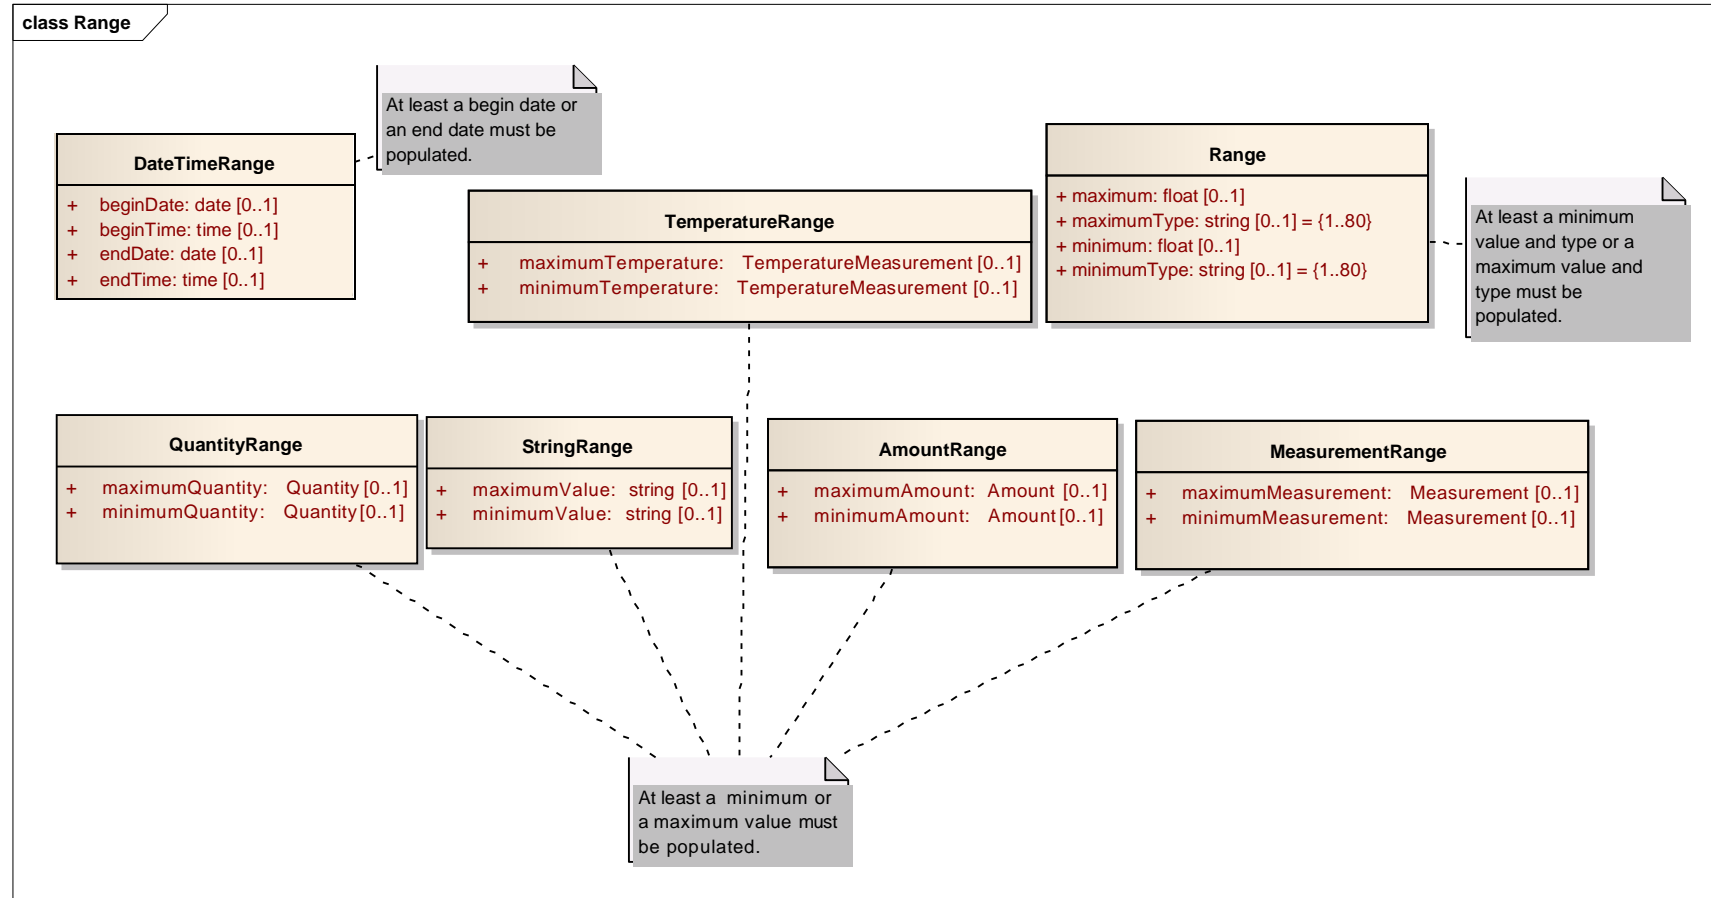 class Range
At least a begin date or
an end date must be
populated.
DateTimeRange
+ beginDate: date [0..1]
+ beginTime: time [0..1]
+ endDate: date [0..1]
+ endTime: time [0..1]
TemperatureRange
+ maximumTemperature: TemperatureMeasurement [0..1]
+ minimumTemperature: TemperatureMeasurement [0..1]
Range
+ maximum: float [0..1]
+ maximumType: string [0..1] = {1..80}
+ minimum: float [0..1]
+ minimumType: string [0..1] = {1..80}
At least a minimum
value and type or a
maximum value and
type must be
populated.
QuantityRange
+ maximumQuantity: Quantity [0..1]
+ minimumQuantity: Quantity [0..1]
StringRange
+ maximumValue: string [0..1]
+ minimumValue: string [0..1]
AmountRange
+ maximumAmount: Amount [0..1]
+ minimumAmount: Amount [0..1]
MeasurementRange
+ maximumMeasurement: Measurement [0..1]
+ minimumMeasurement: Measurement [0..1]
At least a minimum or
a maximum value must
be populated.